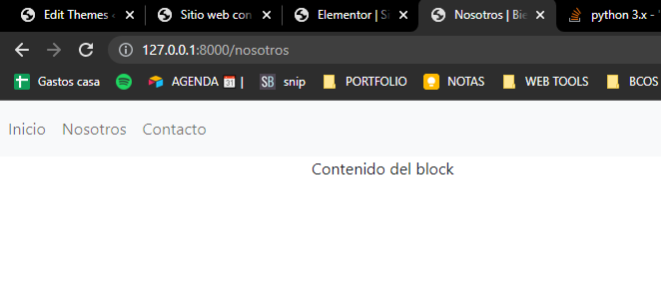 Edit Themes
Sitio web con
Elementor | Si
Nosotros | Bie
python 3.x -
127.0.0.1:8000/nosotros
Gastos casa
AGENDA |
SB snip
PORTFOLIO
NOTAS
WEB TOOLS
BCOS
Inicio Nosotros Contacto
Contenido del block